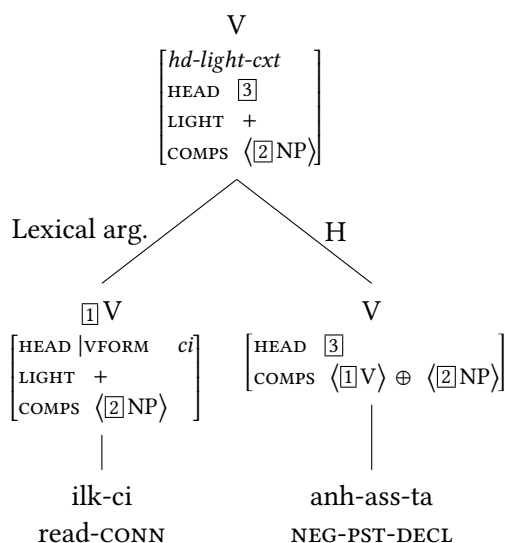 V
hd-light-cxt
HEAD 3
LIGHT +
COMPS ⟨2 NP⟩
Lexical arg.
H
1 V
HEAD |VFORM ci
LIGHT +
COMPS ⟨2 NP⟩
V
HEAD 3
COMPS ⟨1 V⟩ ⊕ ⟨2 NP⟩
ilk-ci
read-CONN
anh-ass-ta
NEG-PST-DECL